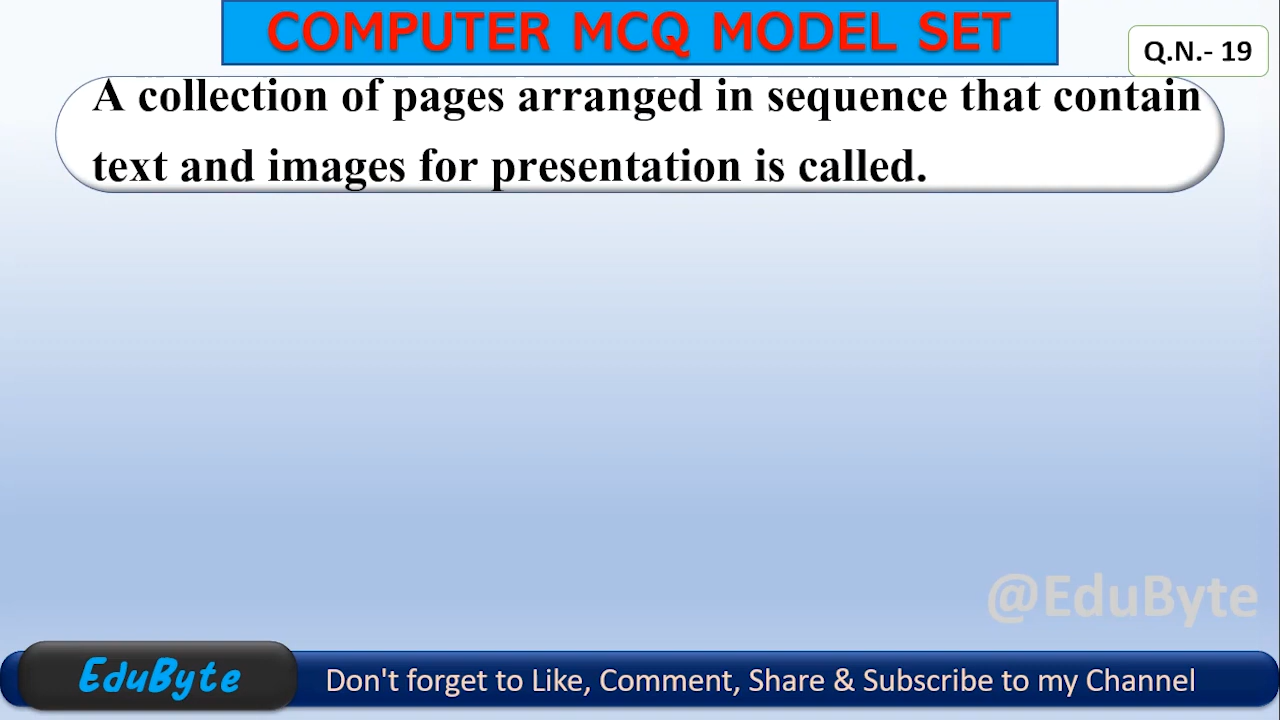 COMPUTER MCQ MODEL SET
Q.N.- 19
A collection of pages arranged in sequence that contain
text and images for presentation is called.
@EduByte
EduByte
Don't forget to Like, Comment, Share & Subscribe to my Channel